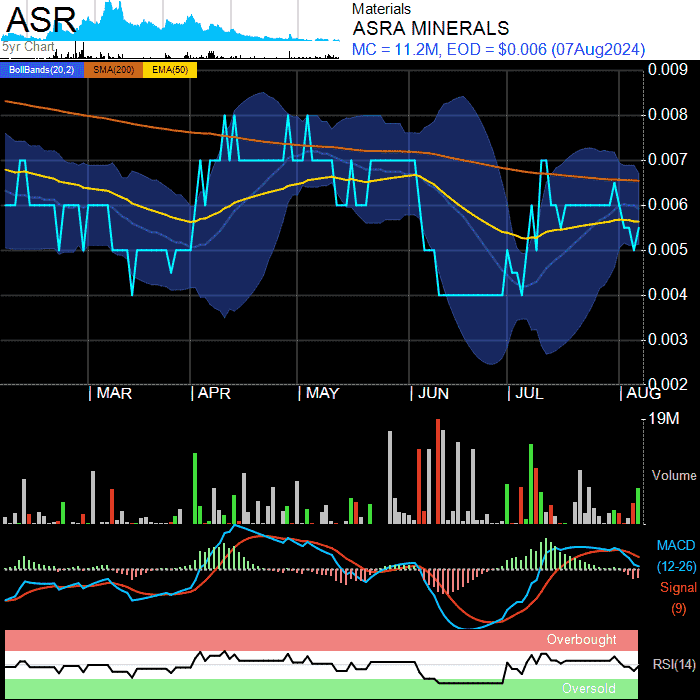 ASR
5yr Chart
Materials
ASRA MINERALS
MC = 11.2M, EOD = $0.006 (07Aug2024)
BollBands(20,2) SMA(200) EMA(50)
0.009
0.008
0.007
0.006
0.005
0.004
0.003
0.002
MAR APR MAY JUN JUL AUG
19M
Volume
MACD
(12-26)
Signal
(9)
Overbought
RSI(14)
Oversold